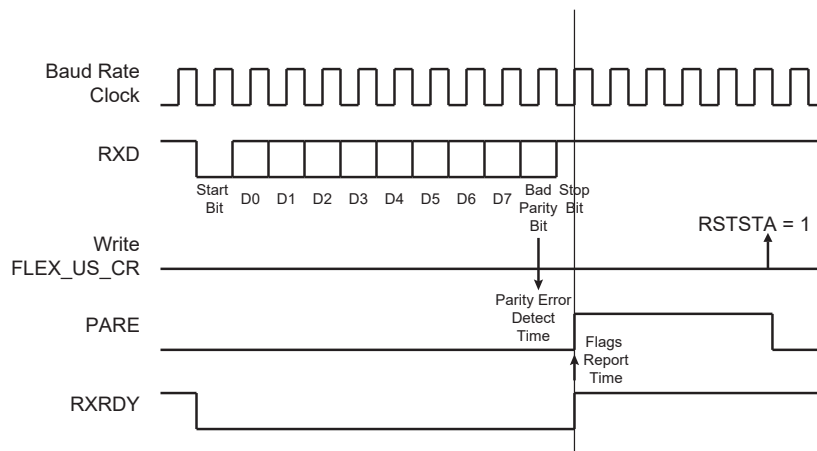 Baud Rate
Clock
RXD
Start
Bit
D0 D1 D2 D3 D4 D5 D6 D7
Bad
Parity
Bit
Stop
Bit
Write
FLEX_US_CR
RSTSTA = 1
Parity Error
Detect
Time
PARE
Flags
Report
Time
RXRDY